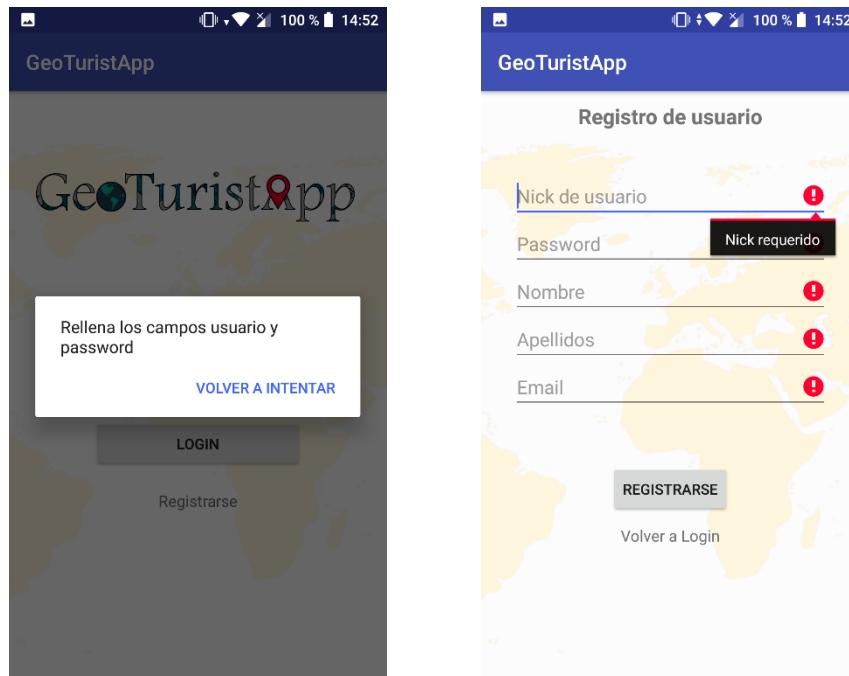 100 % 14:52
GeoTuristApp
GeoTuristApp
Rellena los campos usuario y
password
VOLVER A INTENTAR
LOGIN
Registrarse
100 % 14:52
GeoTuristApp
Registro de usuario
Nick de usuario
Nick requerido
Password
Nombre
Apellidos
Email
REGISTRARSE
Volver a Login